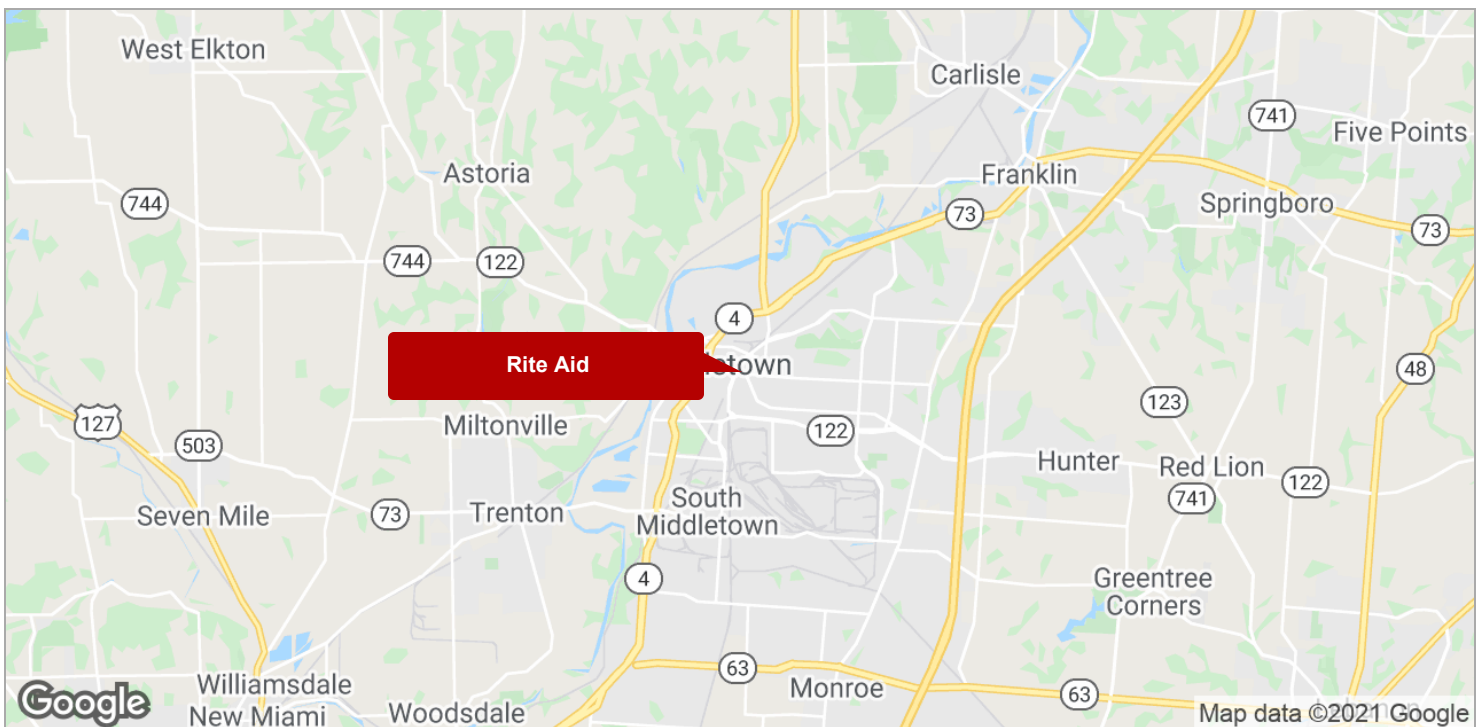 West Elkton
Carlisle
741
Five Points
Astoria
Franklin
744
Springboro
73
73
744
122
4
Rite Aid
48
127
Miltonville
123
122
503
Hunter
Red Lion
122
741
South
Middletown
Seven Mile
73
Trenton
4
Greentree
Corners
63
Williamsdale
Monroe
63
New Miami
Woodsdale
Google
Map data ©2021 Google